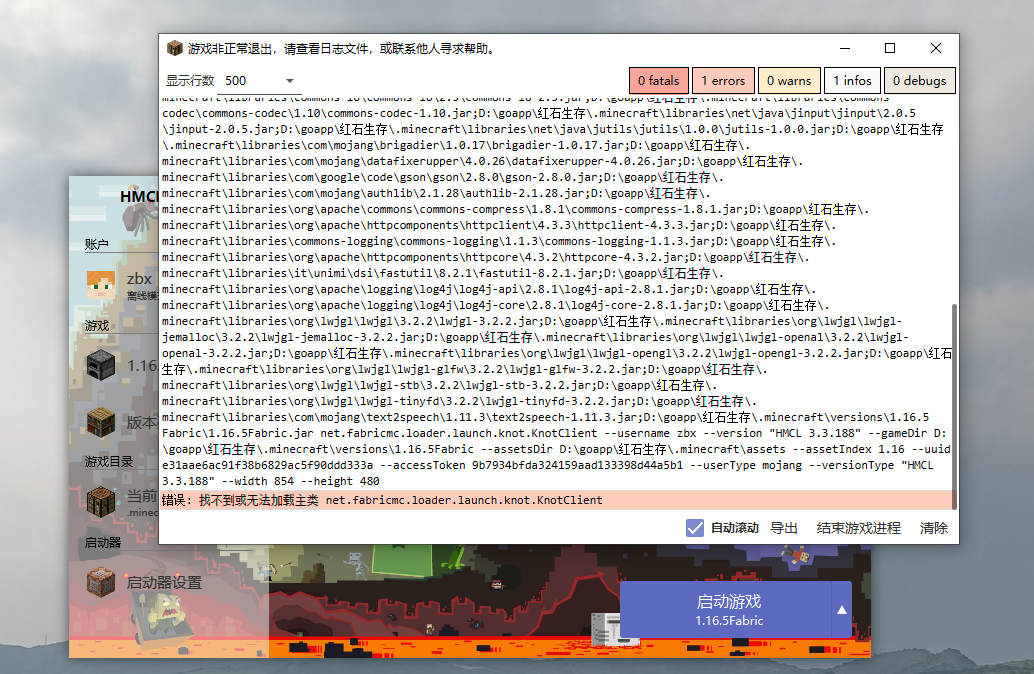 游戏非正常退出，请查看日志文件，或联系他人寻求帮助。
显示行数 500
0 fatals 1 errors 0 warns 1 infos 0 debugs
minecraft\libraries\commons-io\commons-io\2.5\commons-io-2.5.jar;D:\goapp\红石生存\.minecraft\libraries\commons-
codec\commons-codec\1.10\commons-codec-1.10.jar;D:\goapp\红石生存\.minecraft\libraries\net\java\jinput\jinput\2.0.5
\jinput-2.0.5.jar;D:\goapp\红石生存\.minecraft\libraries\net\java\jutils\jutils\1.0.0\jutils-1.0.0.jar;D:\goapp\红石生存
\.minecraft\libraries\com\mojang\brigadier\1.0.17\brigadier-1.0.17.jar;D:\goapp\红石生存\.
minecraft\libraries\com\mojang\datafixerupper\4.0.26\datafixerupper-4.0.26.jar;D:\goapp\红石生存\.
minecraft\libraries\com\google\code\gson\gson\2.8.0\gson-2.8.0.jar;D:\goapp\红石生存\.
minecraft\libraries\com\mojang\authlib\2.1.28\authlib-2.1.28.jar;D:\goapp\红石生存\.
minecraft\libraries\org\apache\commons\commons-compress\1.8.1\commons-compress-1.8.1.jar;D:\goapp\红石生存\.
minecraft\libraries\org\apache\httpcomponents\httpclient\4.3.3\httpclient-4.3.3.jar;D:\goapp\红石生存\.
minecraft\libraries\commons-logging\commons-logging\1.1.3\commons-logging-1.1.3.jar;D:\goapp\红石生存\.
minecraft\libraries\org\apache\httpcomponents\httpcore\4.3.2\httpcore-4.3.2.jar;D:\goapp\红石生存\.
minecraft\libraries\it\unimi\dsi\fastutil\8.2.1\fastutil-8.2.1.jar;D:\goapp\红石生存\.
minecraft\libraries\org\apache\logging\log4j\log4j-api\2.8.1\log4j-api-2.8.1.jar;D:\goapp\红石生存\.
minecraft\libraries\org\apache\logging\log4j\log4j-core\2.8.1\log4j-core-2.8.1.jar;D:\goapp\红石生存\.
minecraft\libraries\org\lwjgl\lwjgl\3.2.2\lwjgl-3.2.2.jar;D:\goapp\红石生存\.minecraft\libraries\org\lwjgl\lwjgl-
jemalloc\3.2.2\lwjgl-jemalloc-3.2.2.jar;D:\goapp\红石生存\.minecraft\libraries\org\lwjgl\lwjgl-openal\3.2.2\lwjgl-
openal-3.2.2.jar;D:\goapp\红石生存\.minecraft\libraries\org\lwjgl\lwjgl-opengl\3.2.2\lwjgl-opengl-3.2.2.jar;D:\goapp\红石
生存\.minecraft\libraries\org\lwjgl\lwjgl-glfw\3.2.2\lwjgl-glfw-3.2.2.jar;D:\goapp\红石生存\.
minecraft\libraries\org\lwjgl\lwjgl-stb\3.2.2\lwjgl-stb-3.2.2.jar;D:\goapp\红石生存\.
minecraft\libraries\org\lwjgl\lwjgl-tinyfd\3.2.2\lwjgl-tinyfd-3.2.2.jar;D:\goapp\红石生存\.
minecraft\libraries\com\mojang\text2speech\1.11.3\text2speech-1.11.3.jar;D:\goapp\红石生存\.minecraft\versions\1.16.5
Fabric\1.16.5Fabric.jar net.fabricmc.loader.launch.knot.KnotClient --username zbx --version "HMCL 3.3.188" --gameDir D:
\goapp\红石生存\.minecraft\versions\1.16.5Fabric --assetsDir D:\goapp\红石生存\.minecraft\assets --assetIndex 1.16 --uuid
e31aae6ac91f38b6829ac5f90ddd333a --accessToken 9b7934bfda324159aad133398d44a5b1 --userType mojang --versionType "HMCL
3.3.188" --width 854 --height 480
错误: 找不到或无法加载主类 net.fabricmc.loader.launch.knot.KnotClient
自动滚动 导出 结束游戏进程 清除
HMCL
账户
zbx
离线模
游戏
1.16
版本
游戏目录
当前
.minec
启动器
启动器设置
启动游戏
1.16.5Fabric